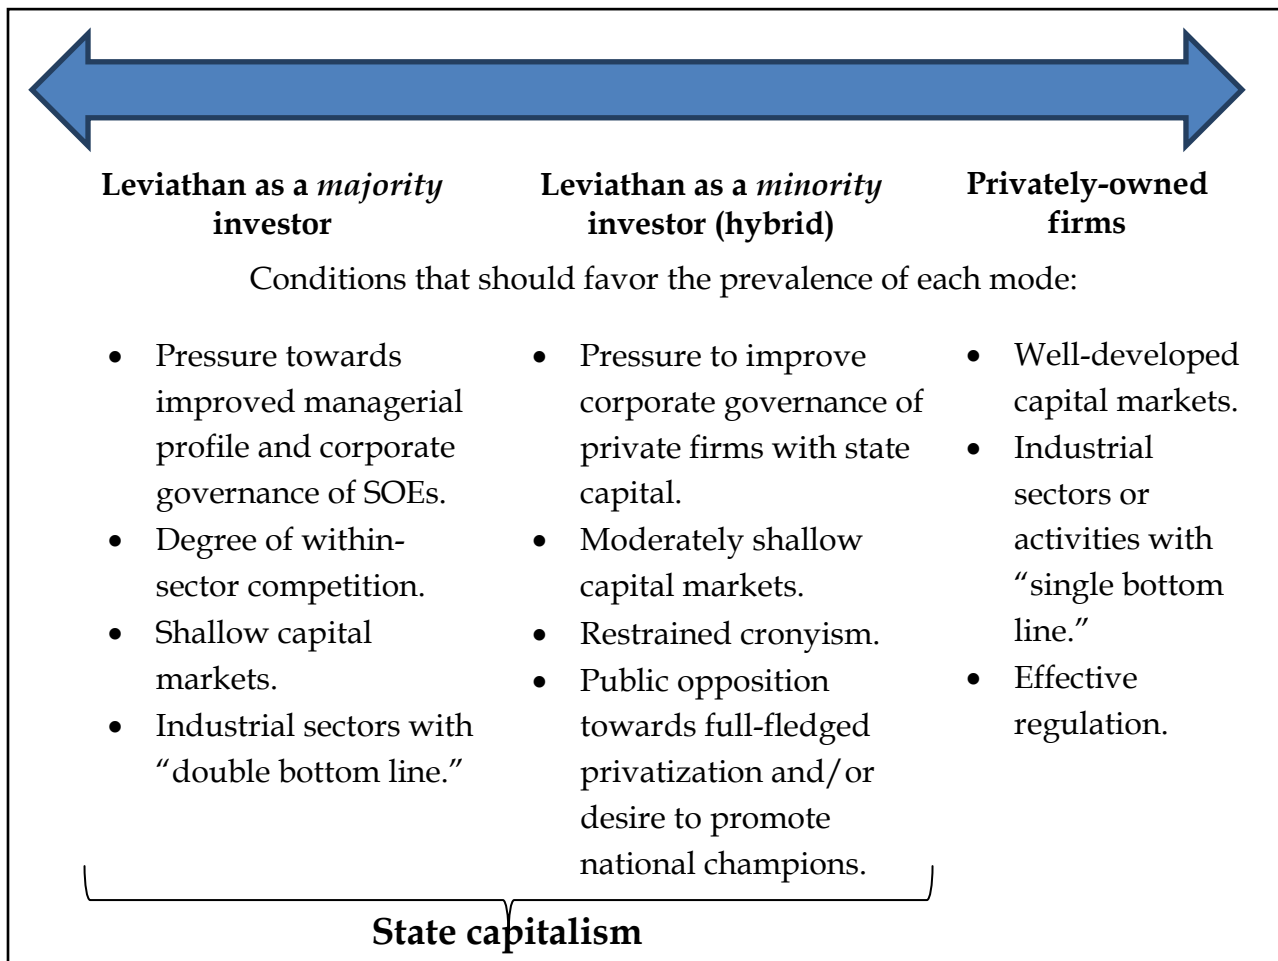 Leviathan as a majority
investor
Leviathan as a minority
investor (hybrid)
Privately-owned
firms
Conditions that should favor the prevalence of each mode:
• Pressure towards
improved managerial
profile and corporate
governance of SOEs.
• Degree of within-
sector competition.
• Shallow capital
markets.
• Industrial sectors with
“double bottom line.”
• Pressure to improve
corporate governance of
private firms with state
capital.
• Moderately shallow
capital markets.
• Restrained cronyism.
• Public opposition
towards full-fledged
privatization and/or
desire to promote
national champions.
• Well-developed
capital markets.
• Industrial
sectors or
activities with
“single bottom
line.”
• Effective
regulation.
State capitalism